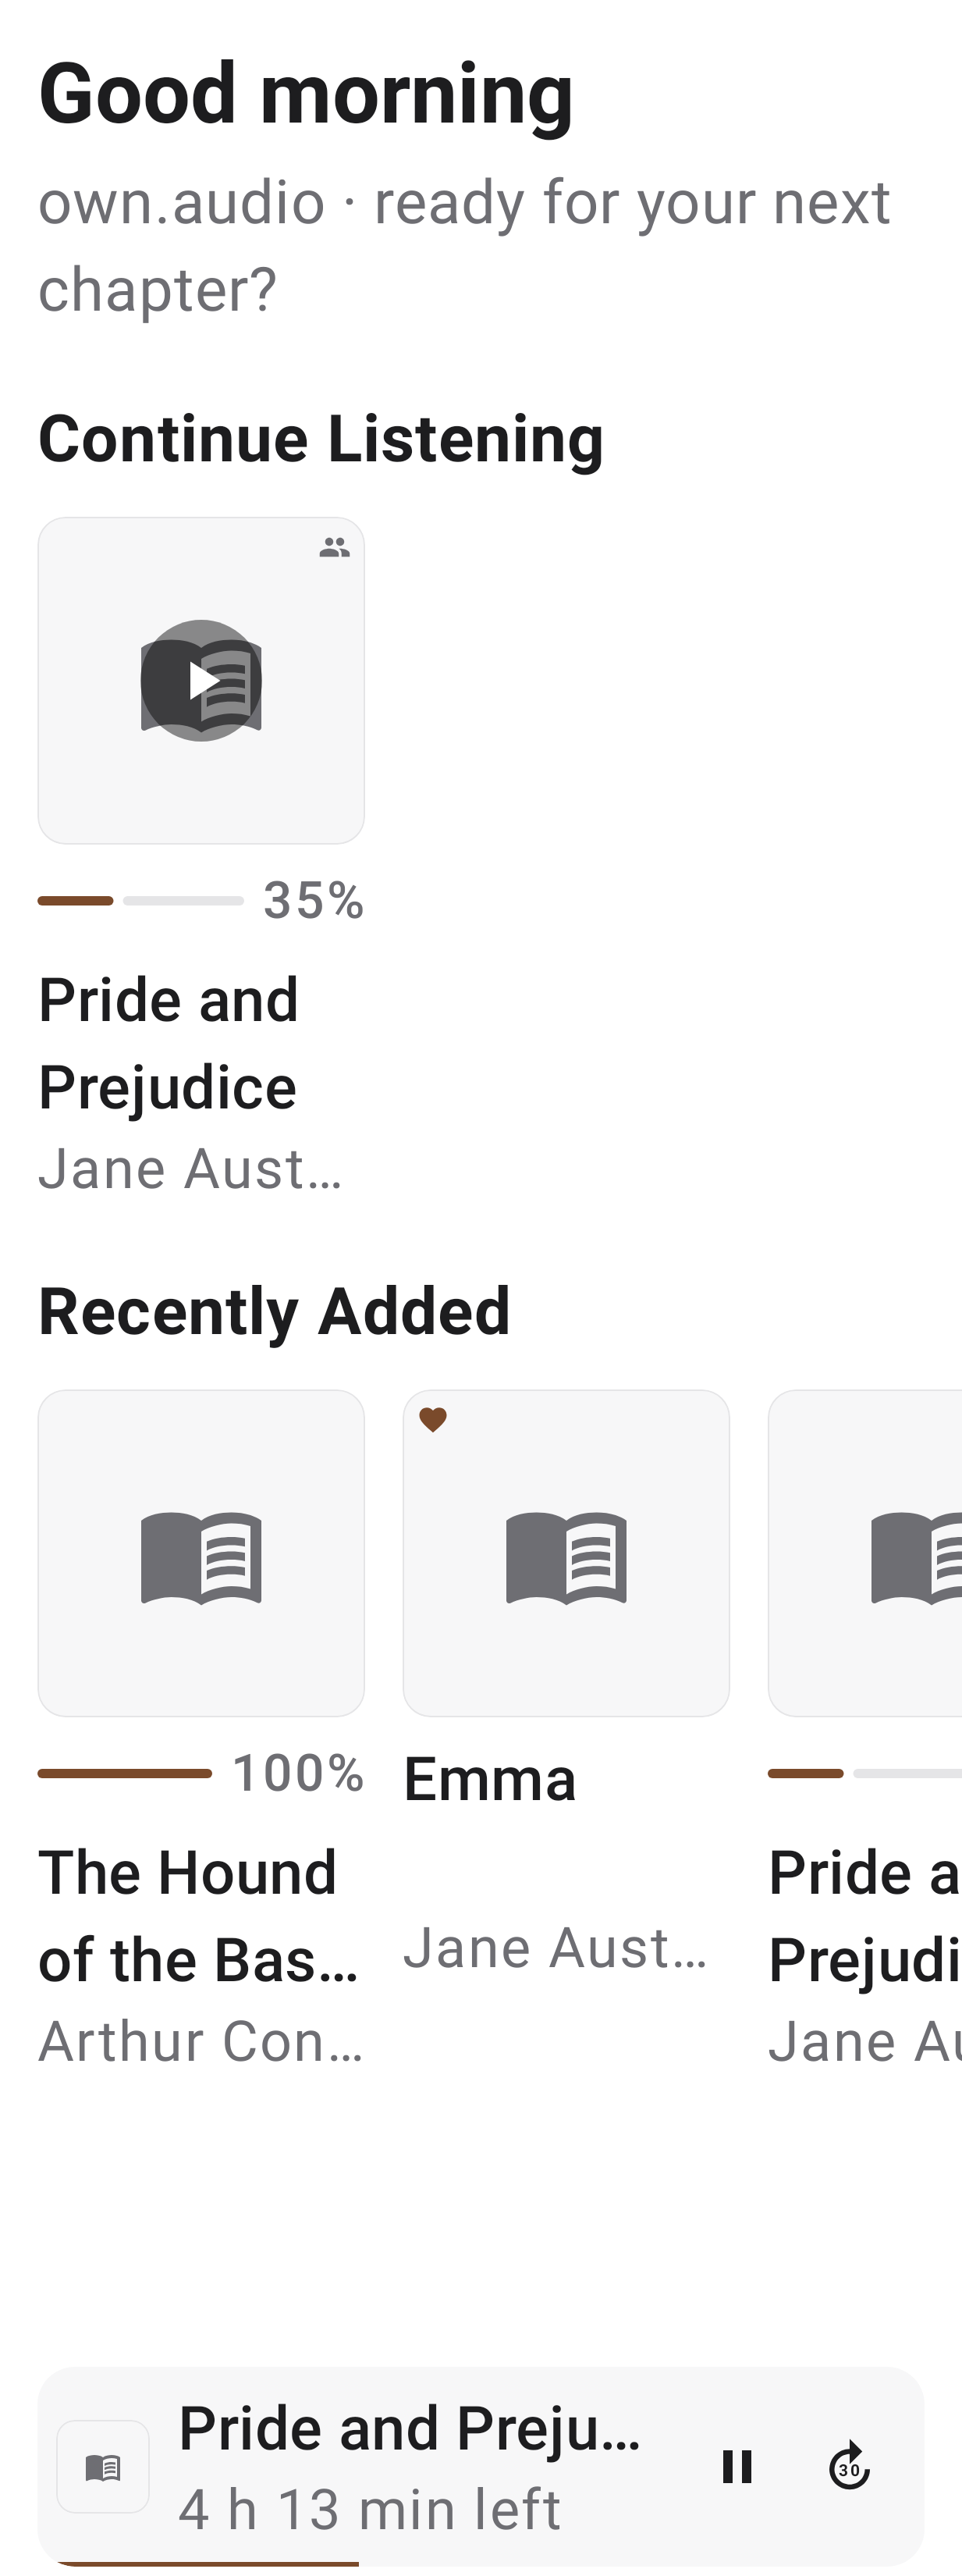 Good morning
own.audio · ready for your next
chapter?
Continue Listening
35%
Pride and
Prejudice
Jane Aust…
Recently Added
100%
The Hound
of the Bas…
Arthur Con…
Emma
Jane Aust…
Pride a
Prejudi
Jane Au
Pride and Preju…
4 h 13 min left
30